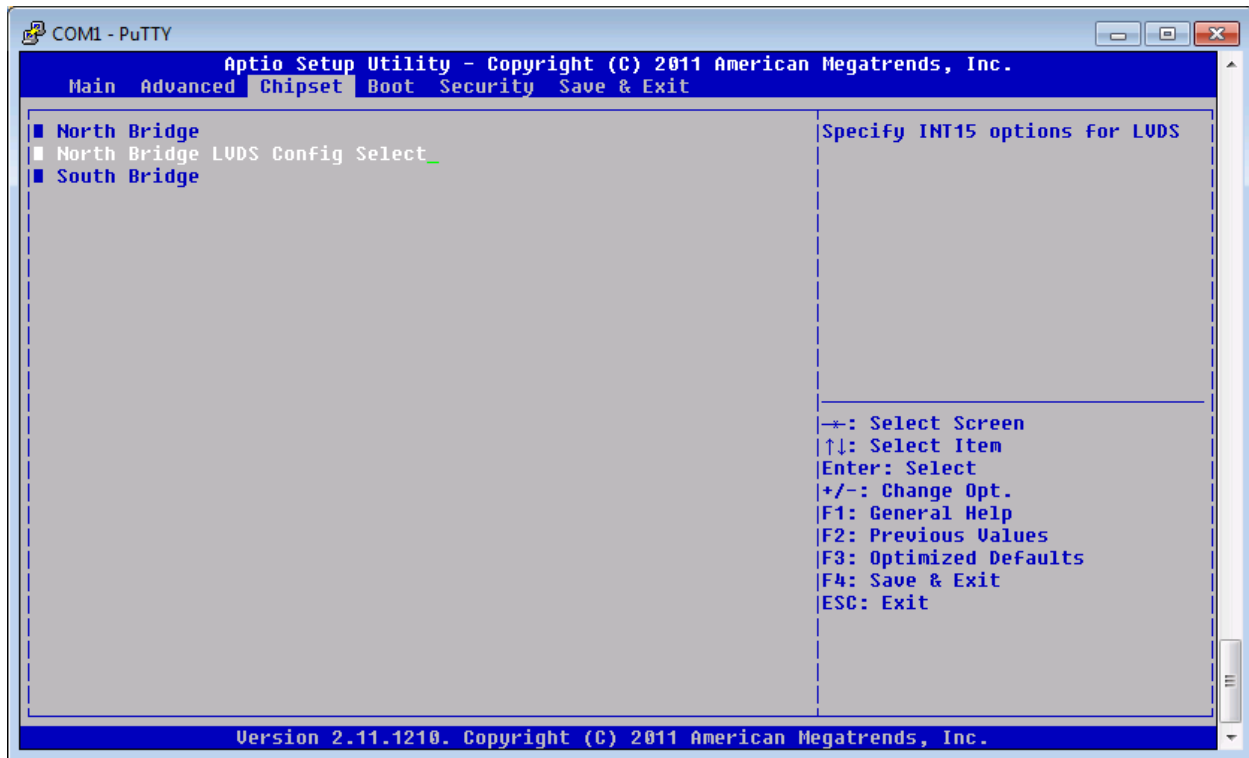 COM1 - PuTTY
Aptio Setup Utility - Copyright (C) 2011 American Megatrends, Inc.
Main Advanced Chipset Boot Security Save & Exit
North Bridge
North Bridge LVDS Config Select_
South Bridge
Specify INT15 options for LVDS
→←: Select Screen
↑↓: Select Item
Enter: Select
+/-: Change Opt.
F1: General Help
F2: Previous Values
F3: Optimized Defaults
F4: Save & Exit
ESC: Exit
Version 2.11.1210. Copyright (C) 2011 American Megatrends, Inc.